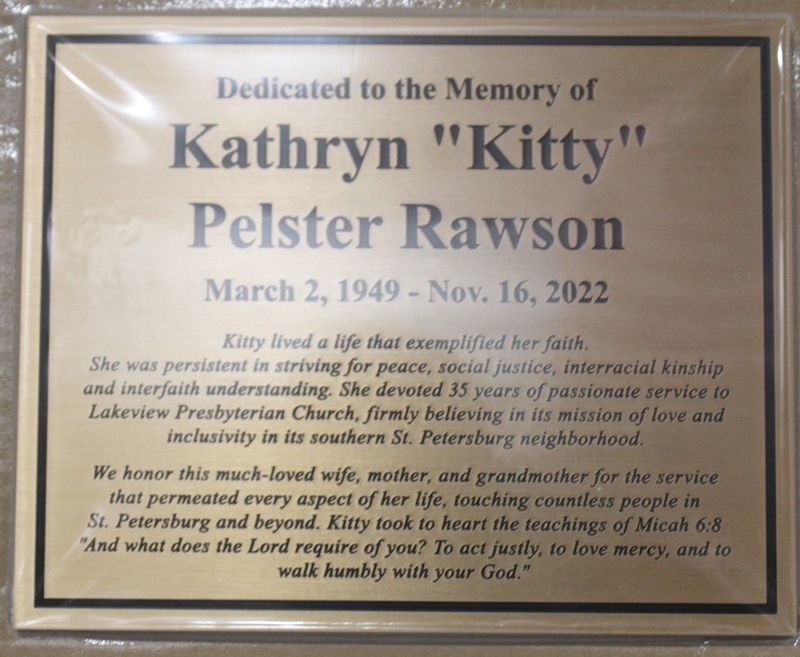 Dedicated to the Memory of
Kathryn "Kitty"
Pelster Rawson
March 2, 1949 - Nov. 16, 2022
Kitty lived a life that exemplified her faith.
She was persistent in striving for peace, social justice, interracial kinship
and interfaith understanding. She devoted 35 years of passionate service to
Lakeview Presbyterian Church, firmly believing in its mission of love and
inclusivity in its southern St. Petersburg neighborhood.
We honor this much-loved wife, mother, and grandmother for the service
that permeated every aspect of her life, touching countless people in
St. Petersburg and beyond. Kitty took to heart the teachings of Micah 6:8
"And what does the Lord require of you? To act justly, to love mercy, and to
walk humbly with your God."